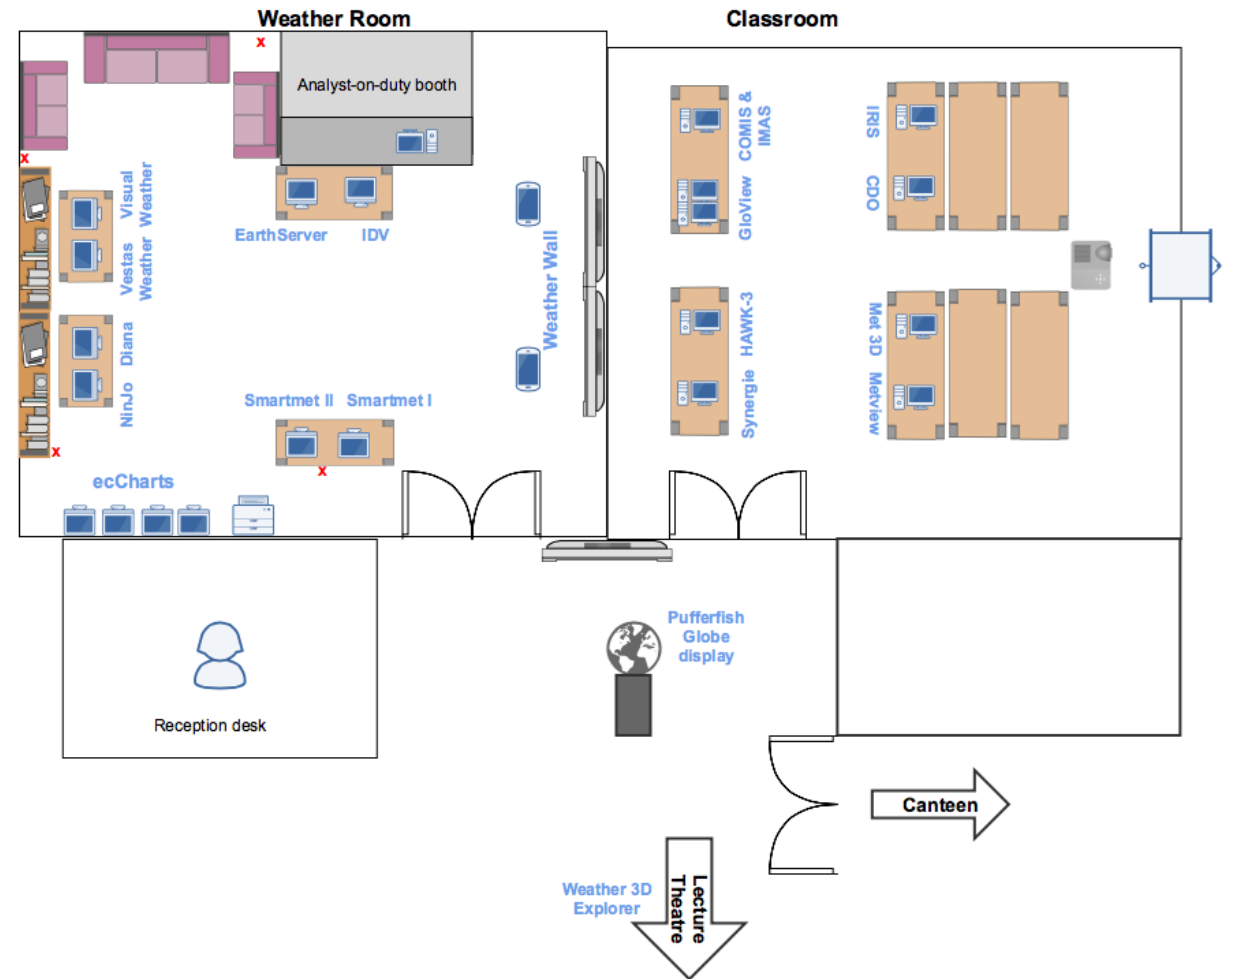 Weather Room
Classroom
x
x
Analyst-on-duty booth
Visual
Weather
Vestas
Weather
EarthServer
IDV
Weather Wall
Diana
NinJo
Smartmet II
Smartmet I
x
x
ecCharts
COMIS &
IMAS
GloView
HAWK-3
Synergie
IRIS
CDO
Met 3D
Metview
Reception desk
Pufferfish
Globe
display
Canteen
Weather 3D
Explorer
Lecture
Theatre